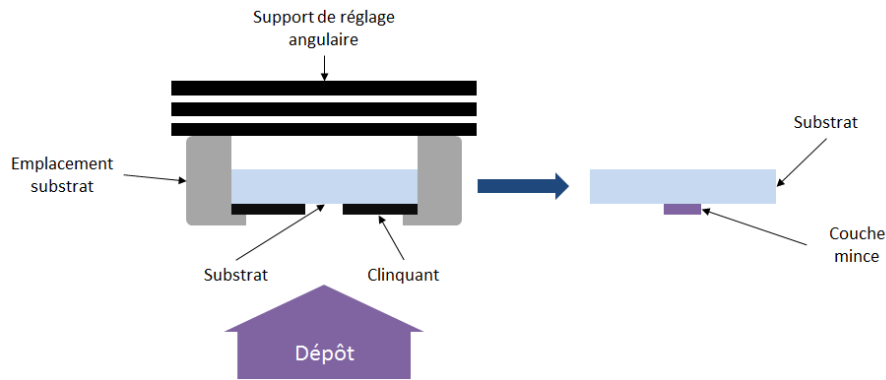 Support de réglage
angulaire
Emplacement
substrat
Substrat
Substrat
Clinquant
Couche
mince
Dépôt